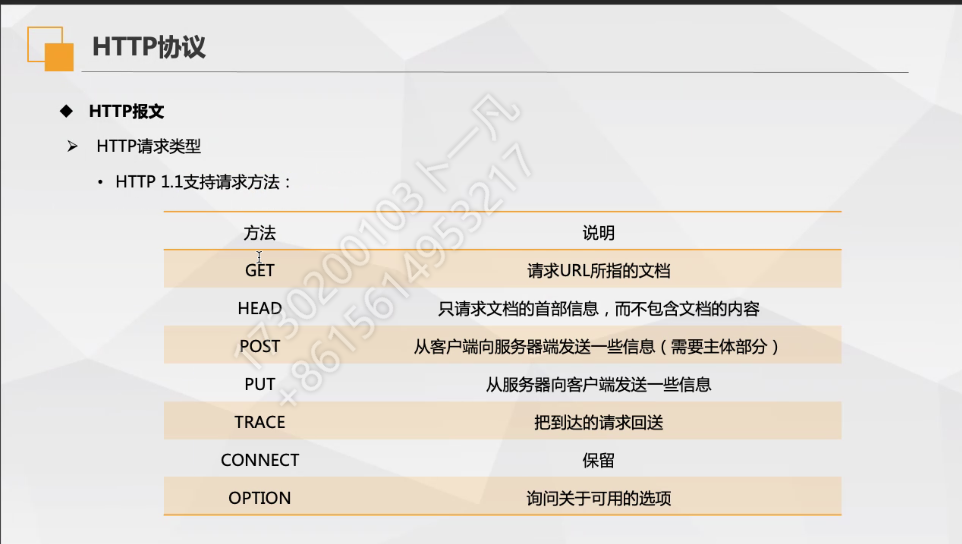 HTTP协议
◆ HTTP报文
➢ HTTP请求类型
• HTTP 1.1支持请求方法：
方法 说明
GET 请求URL所指的文档
HEAD 只请求文档的首部信息，而不包含文档的内容
POST 从客户端向服务器端发送一些信息（需要主体部分）
PUT 从服务器向客户端发送一些信息
TRACE 把到达的请求回送
CONNECT 保留
OPTION 询问关于可用的选项
1730200103卜一凡
+8615614953217